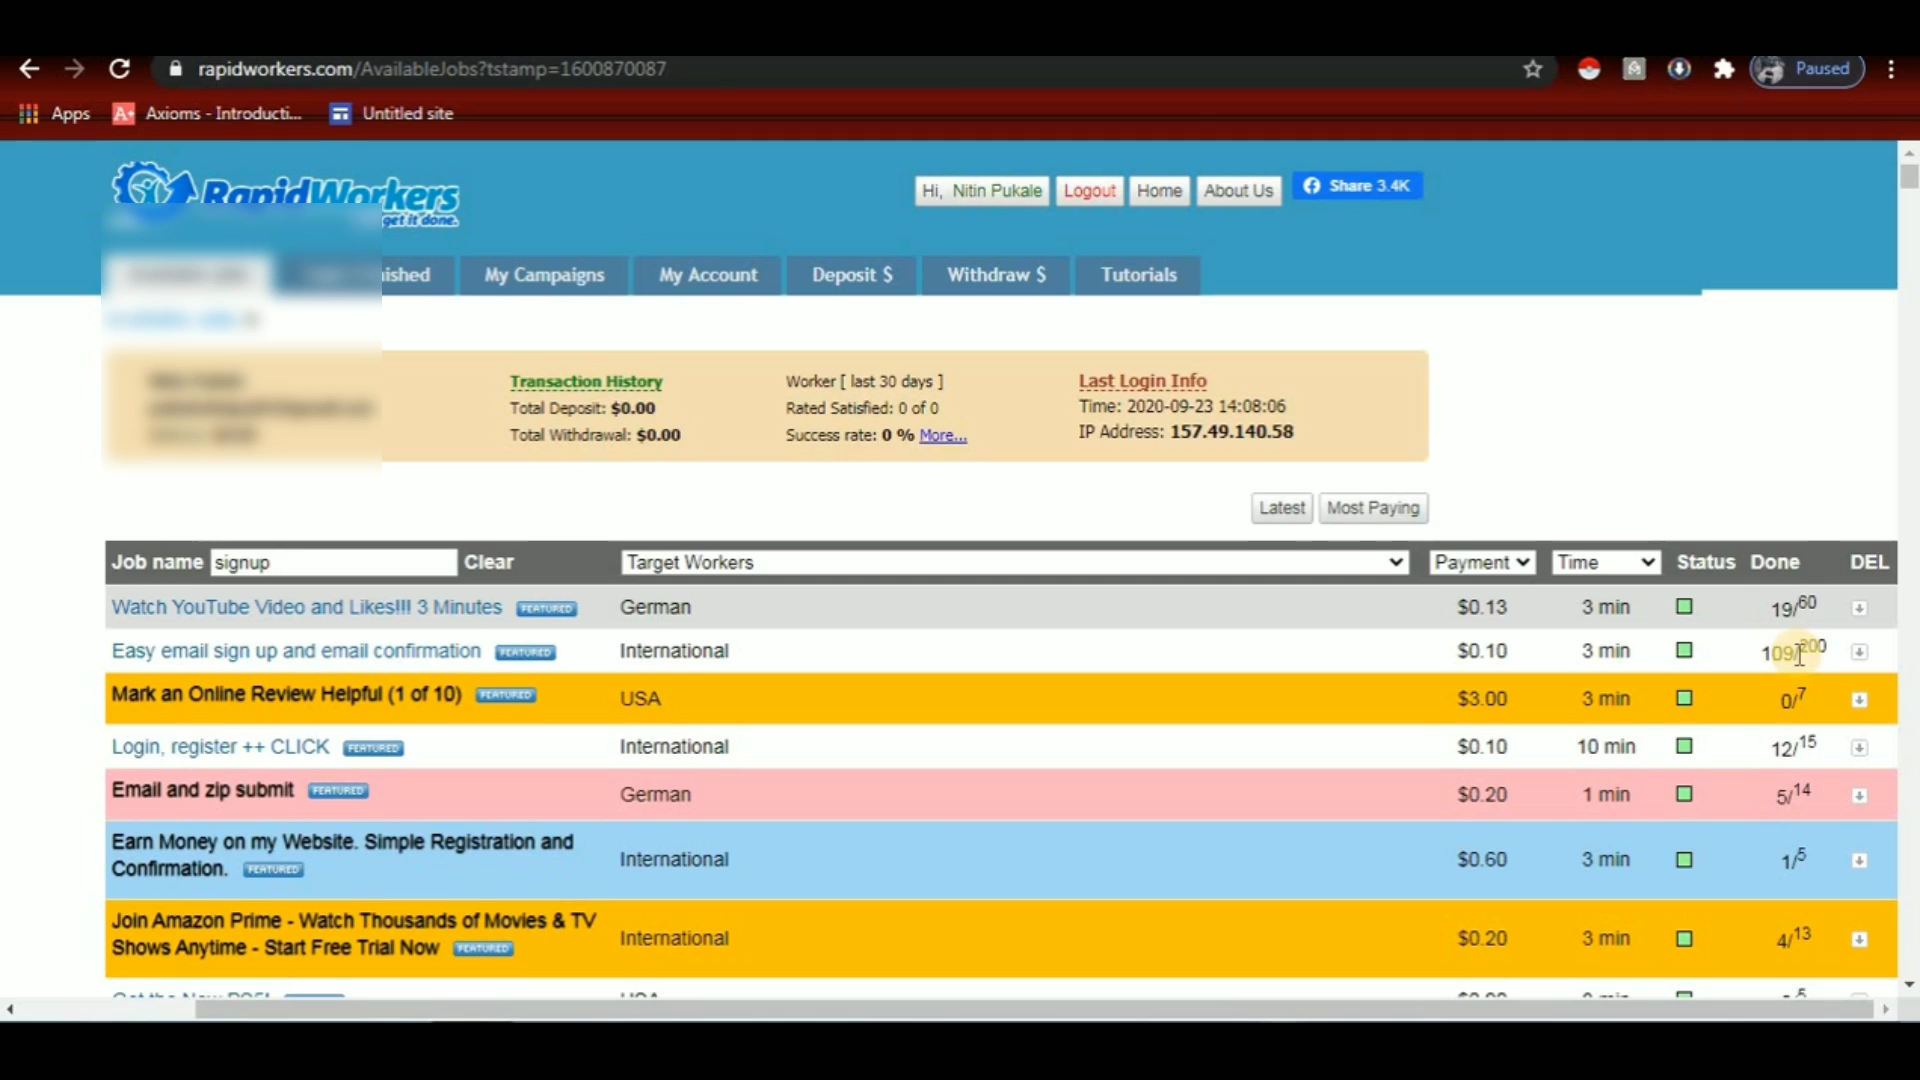 rapidworkers.com/AvailableJobs?tstamp=1600870087
Paused
Apps
Axioms - Introducti...
Untitled site
RapidWorkers
get it done.
Hi, Nitin Pukale
Logout
Home
About Us
Share 3.4K
ished
My Campaigns
My Account
Deposit $
Withdraw $
Tutorials
Transaction History
Total Deposit: $0.00
Total Withdrawal: $0.00
Worker [ last 30 days ]
Rated Satisfied: 0 of 0
Success rate: 0 % More...
Last Login Info
Time: 2020-09-23 14:08:06
IP Address: 157.49.140.58
Latest
Most Paying
Job name signup Clear Target Workers Payment Time Status Done DEL
Watch YouTube Video and Likes!!! 3 Minutes FEATURED German $0.13 3 min 19/60
Easy email sign up and email confirmation FEATURED International $0.10 3 min 109/200
Mark an Online Review Helpful (1 of 10) FEATURED USA $3.00 3 min 0/7
Login, register ++ CLICK FEATURED International $0.10 10 min 12/15
Email and zip submit FEATURED German $0.20 1 min 5/14
Earn Money on my Website. Simple Registration and
Confirmation. FEATURED International $0.60 3 min 1/5
Join Amazon Prime - Watch Thousands of Movies & TV
Shows Anytime - Start Free Trial Now FEATURED International $0.20 3 min 4/13